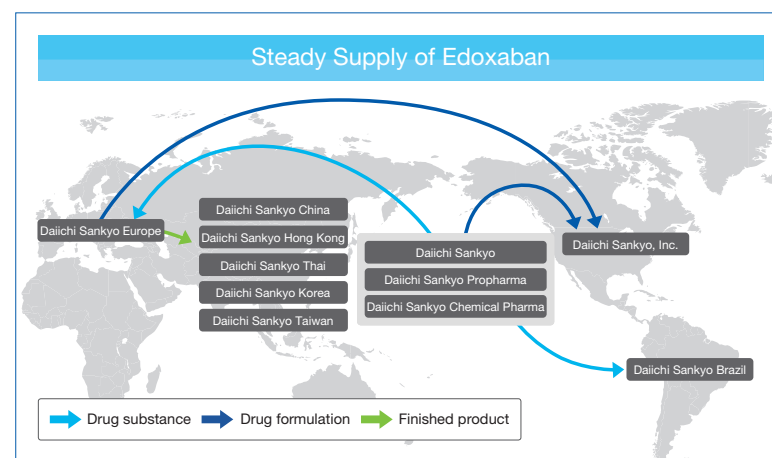 Steady Supply of Edoxaban
Daiichi Sankyo Europe
Daiichi Sankyo China
Daiichi Sankyo Hong Kong
Daiichi Sankyo Thai
Daiichi Sankyo Korea
Daiichi Sankyo Taiwan
Daiichi Sankyo
Daiichi Sankyo Propharma
Daiichi Sankyo Chemical Pharma
Daiichi Sankyo, Inc.
Daiichi Sankyo Brazil
Drug substance
Drug formulation
Finished product